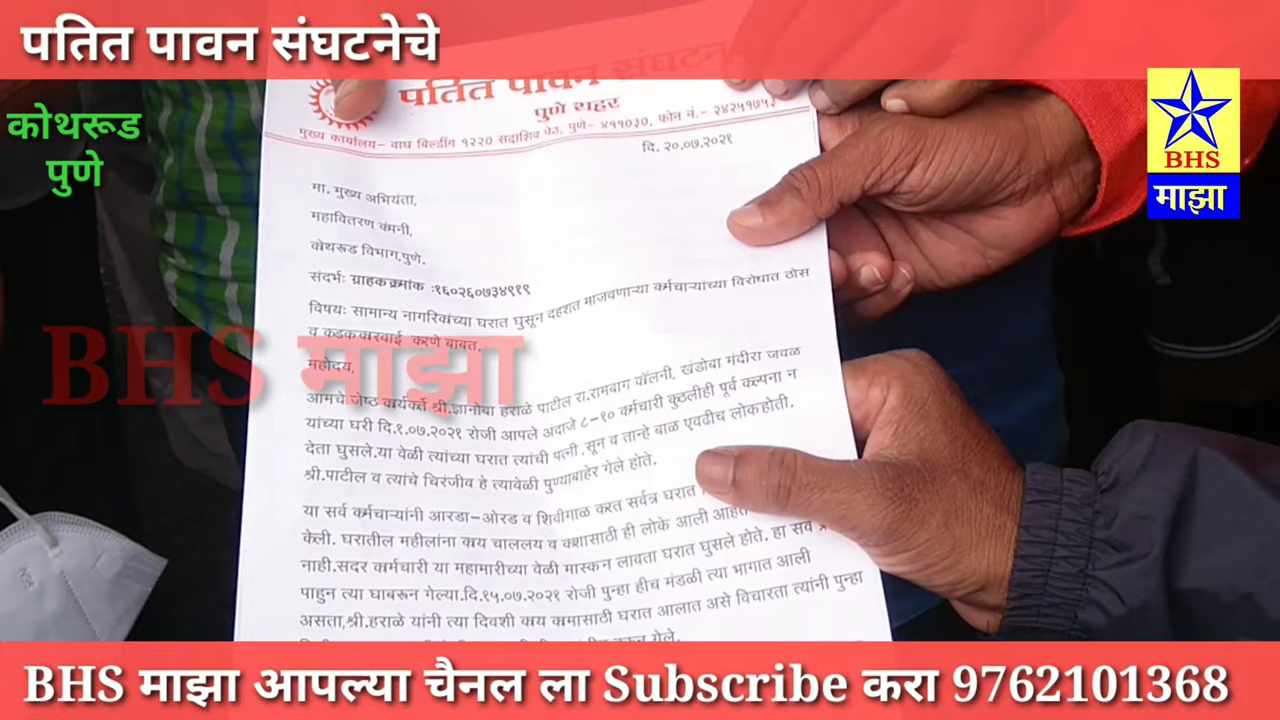 पतित पावन संघटनेचे
कोथरूड
पुणे
BHS
माझा
पतित पावन संघटन
पुणे शहर
मुख्य कार्यालय- वाघ बिल्डींग १२२० सदाशिव पेठ, पुणे- ४११०३०, फोन नं.- २४२५१७५३
दि. २०.०७.२०२१
मा. मुख्य अभियंता,
महावितरण कंपनी,
कोथरूड विभाग,पुणे.
संदर्भः ग्राहक क्रमांक :१६०२६०७३४९१९
विषयः सामान्य नागरिकांच्या घरात घुसून दहशत माजवणाऱ्या कर्मचाऱ्यांच्या विरोधात ठोस
व कडक कारवाई करणे बाबत.
BHS माझा
महोदय,
आमचे जेष्ठ कार्यकर्ते श्री.ज्ञानोबा हराळे पाटील रा.रामबाग कॉलनी, खंडोबा मंदीरा जवळ
यांच्या घरी दि.१.०७.२०२१ रोजी आपले अंदाजे ८-१० कर्मचारी कुठलीही पूर्व कल्पना न
देता घुसले.या वेळी त्यांच्या घरात त्यांची पत्नी ,सून व तान्हे बाळ एवढीच लोकहोती.
श्री.पाटील व त्यांचे चिरंजीव हे त्यावेळी पुण्याबाहेर गेले होते.
या सर्व कर्मचाऱ्यांनी आरडा-ओरड व शिवीगाळ करत सर्वत्र घरात
केली. घरातील महीलांना काय चाललय व कशासाठी ही लोके आली आहेत
नाही.सदर कर्मचारी या महामारीच्या वेळी मास्क न लावता घरात घुसले होते. हा सर्व
पाहुन त्या घाबरून गेल्या.दि.१५.०७.२०२१ रोजी पुन्हा हीच मंडळी त्या भागात आली
असता,श्री.हराळे यांनी त्या दिवशी काय कामासाठी घरात आलात असे विचारता त्यांनी पुन्हा
गेले.
BHS माझा आपल्या चैनल ला Subscribe करा 9762101368